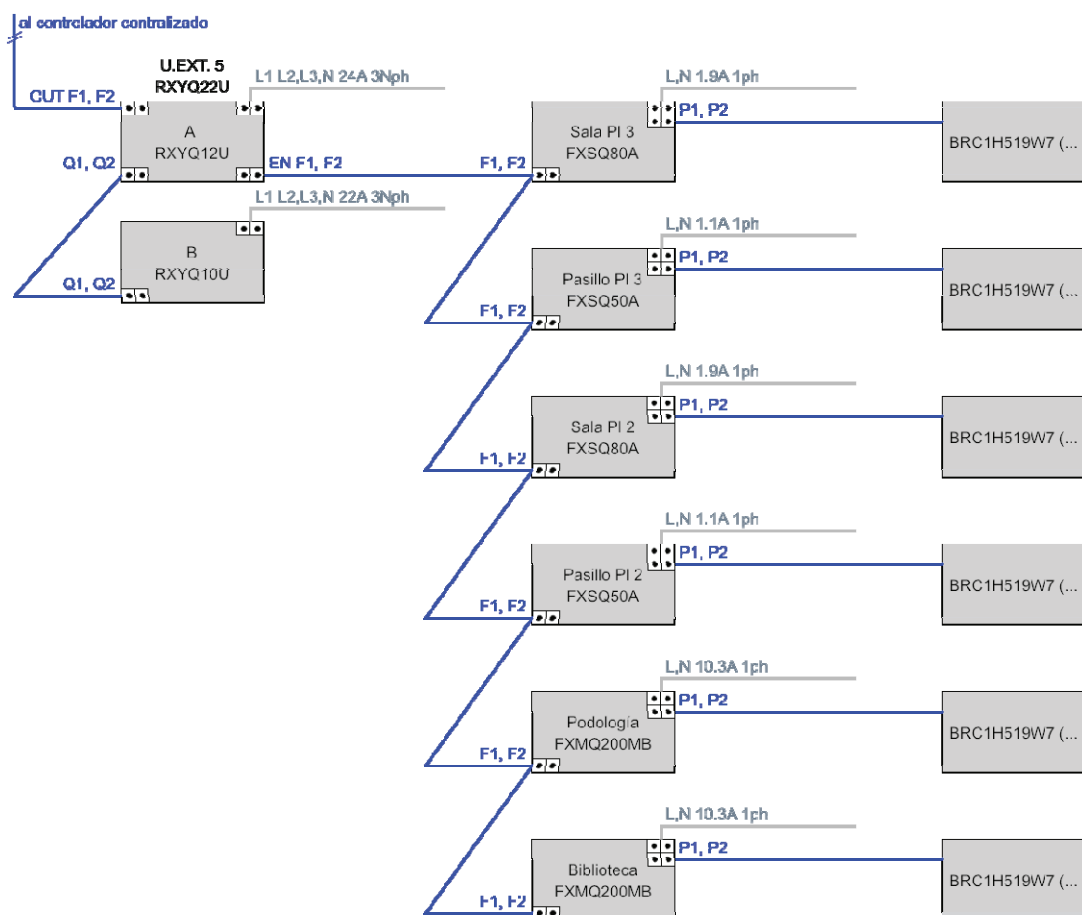 al controlador centralizado
U.EXT. 5
RXYQ22U
L1 L2,L3,N 24A 3Nph
OUT F1, F2
A
RXYQ12U
Q1, Q2
EN F1, F2
L1 L2,L3,N 22A 3Nph
B
RXYQ10U
Q1, Q2
L,N 1.9A 1ph
P1, P2
Sala Pl 3
FXSQ80A
F1, F2
BRC1H519W7 (...
L,N 1.1A 1ph
P1, P2
Pasillo Pl 3
FXSQ50A
F1, F2
BRC1H519W7 (...
L,N 1.9A 1ph
P1, P2
Sala Pl 2
FXSQ80A
F1, F2
BRC1H519W7 (...
L,N 1.1A 1ph
P1, P2
Pasillo Pl 2
FXSQ50A
F1, F2
BRC1H519W7 (...
L,N 10.3A 1ph
P1, P2
Podología
FXMQ200MB
F1, F2
BRC1H519W7 (...
L,N 10.3A 1ph
P1, P2
Biblioteca
FXMQ200MB
F1, F2
BRC1H519W7 (...